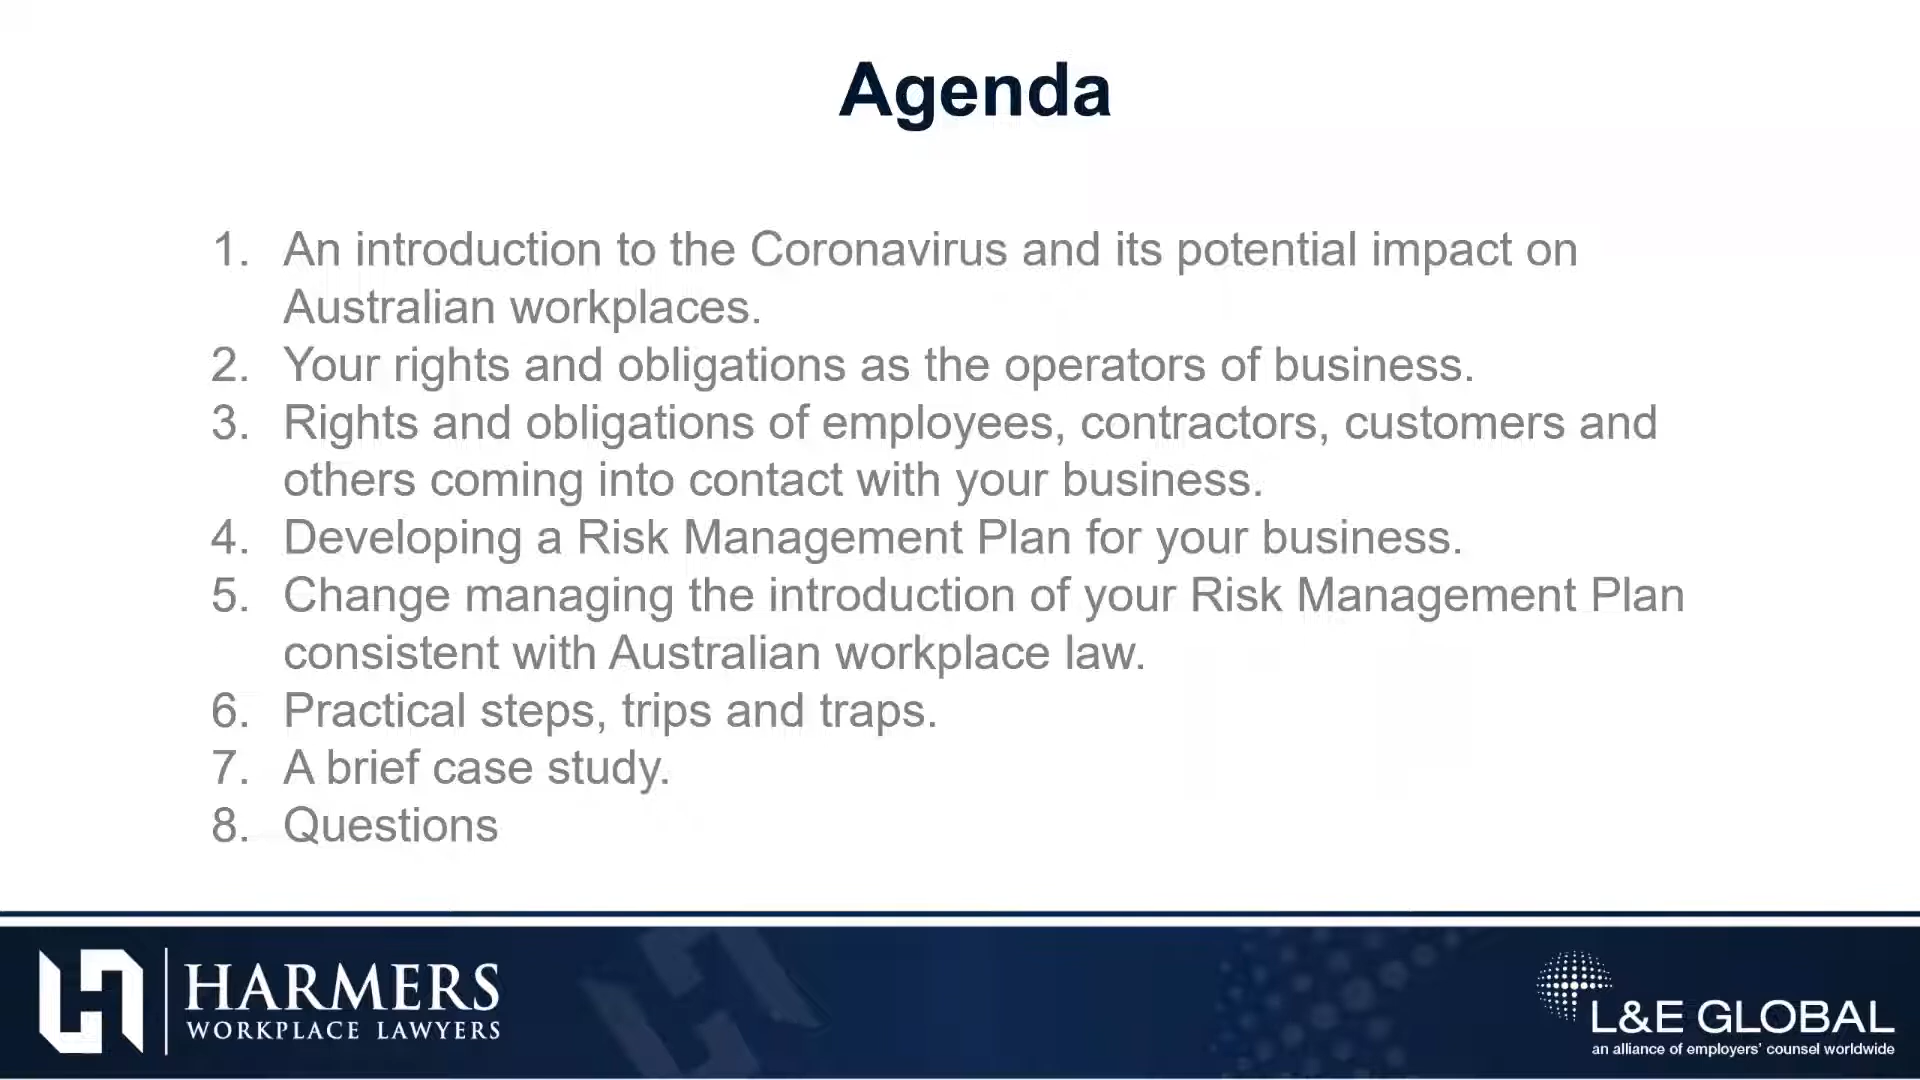 Agenda
1. An introduction to the Coronavirus and its potential impact on
Australian workplaces.
2. Your rights and obligations as the operators of business.
3. Rights and obligations of employees, contractors, customers and
others coming into contact with your business.
4. Developing a Risk Management Plan for your business.
5. Change managing the introduction of your Risk Management Plan
consistent with Australian workplace law.
6. Practical steps, trips and traps.
7. A brief case study.
8. Questions
HARMERS
WORKPLACE LAWYERS
L&E GLOBAL
an alliance of employers' counsel worldwide